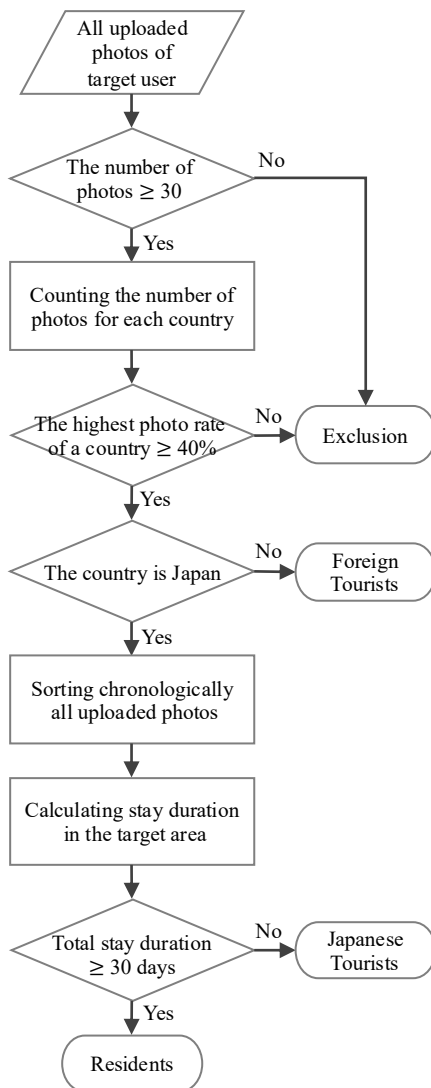 All uploaded
photos of
target user
The number of
photos ≥ 30
No
Yes
Counting the number of
photos for each country
The highest photo rate
of a country ≥ 40%
No
Exclusion
Yes
The country is Japan
No
Foreign
Tourists
Yes
Sorting chronologically
all uploaded photos
Calculating stay duration
in the target area
Total stay duration
≥ 30 days
No
Japanese
Tourists
Yes
Residents